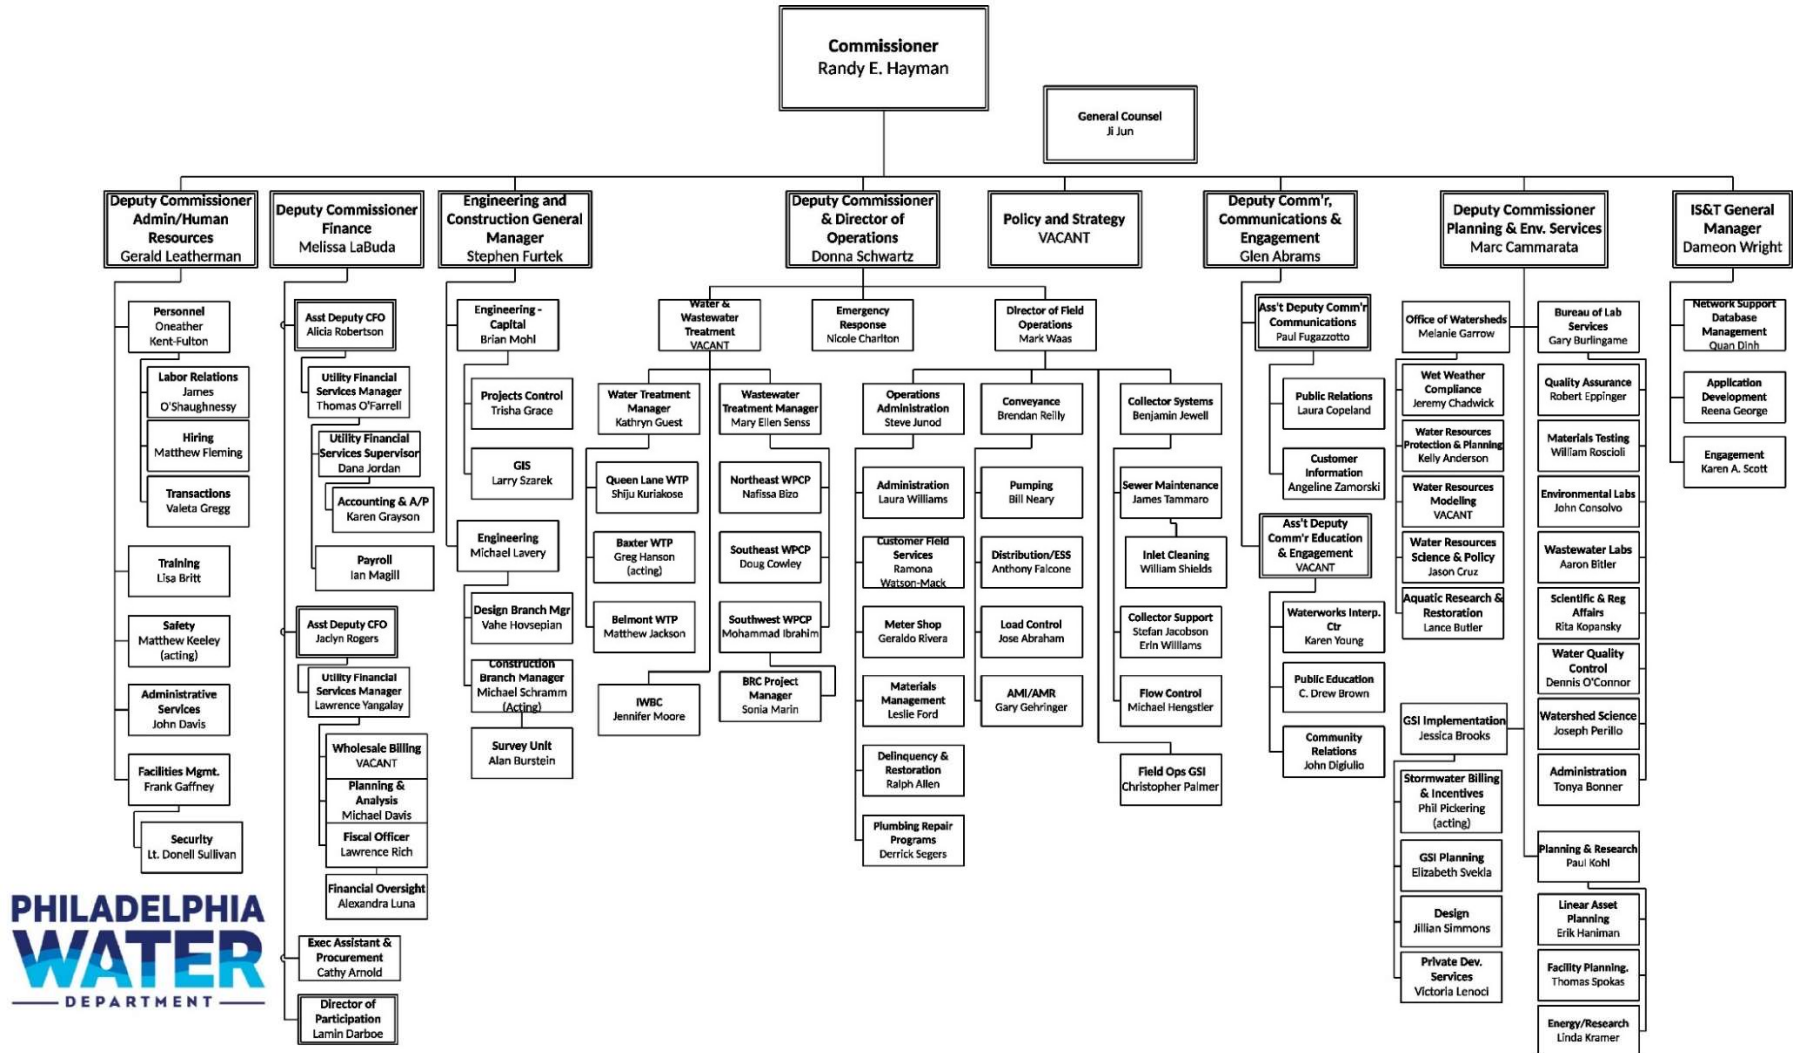 Commissioner
Randy E. Hayman
General Counsel
Ji Jun
Deputy Commissioner
Admin/Human
Resources
Gerald Leatherman
Deputy Commissioner
Finance
Melissa LaBuda
Engineering and
Construction General
Manager
Stephen Furtek
Deputy Commissioner
& Director of
Operations
Donna Schwartz
Policy and Strategy
VACANT
Deputy Comm'r,
Communications &
Engagement
Glen Abrams
Deputy Commissioner
Planning & Env. Services
Marc Cammarata
IS&T General
Manager
Dameon Wright
Personnel
Oneather
Kent-Fulton
Labor Relations
James
O'Shaughnessy
Hiring
Matthew Fleming
Transactions
Valeta Gregg
Training
Lisa Britt
Safety
Matthew Keeley
(acting)
Administrative
Services
John Davis
Facilities Mgmt.
Frank Gaffney
Security
Lt. Donell Sullivan
Asst Deputy CFO
Alicia Robertson
Utility Financial
Services Manager
Thomas O'Farrell
Utility Financial
Services Supervisor
Dana Jordan
Accounting & A/P
Karen Grayson
Payroll
Ian Magill
Asst Deputy CFO
Jaclyn Rogers
Utility Financial
Services Manager
Lawrence Yangalay
Wholesale Billing
VACANT
Planning &
Analysis
Michael Davis
Fiscal Officer
Lawrence Rich
Financial Oversight
Alexandra Luna
Exec Assistant &
Procurement
Cathy Arnold
Director of
Participation
Lamin Darboe
Engineering -
Capital
Brian Mohl
Projects Control
Trisha Grace
GIS
Larry Szarek
Engineering
Michael Lavery
Design Branch Mgr
Vahe Hovsepian
Construction
Branch Manager
Michael Schramm
(Acting)
Survey Unit
Alan Burstein
Water &
Wastewater
Treatment
VACANT
Emergency
Response
Nicole Charlton
Director of Field
Operations
Mark Waas
Water Treatment
Manager
Kathryn Guest
Queen Lane WTP
Shiju Kuriakose
Baxter WTP
Greg Hanson
(acting)
Belmont WTP
Matthew Jackson
IWBC
Jennifer Moore
Wastewater
Treatment Manager
Mary Ellen Senss
Northeast WPCP
Nafissa Bizo
Southeast WPCP
Doug Cowley
Southwest WPCP
Mohammad Ibrahim
BRC Project
Manager
Sonia Marin
Operations
Administration
Steve Junod
Administration
Laura Williams
Customer Field
Services
Ramona
Watson-Mack
Meter Shop
Geraldo Rivera
Materials
Management
Leslie Ford
Delinquency &
Restoration
Ralph Allen
Plumbing Repair
Programs
Derrick Segers
Conveyance
Brendan Reilly
Pumping
Bill Neary
Distribution/ESS
Anthony Falcone
Load Control
Jose Abraham
AMI/AMR
Gary Gehringer
Collector Systems
Benjamin Jewell
Sewer Maintenance
James Tammaro
Inlet Cleaning
William Shields
Collector Support
Stefan Jacobson
Erin Williams
Flow Control
Michael Hengstler
Field Ops GSI
Christopher Palmer
Ass't Deputy Comm'r
Communications
Paul Fugazzotto
Public Relations
Laura Copeland
Customer
Information
Angeline Zamorski
Ass't Deputy
Comm'r Education
& Engagement
VACANT
Waterworks Interp.
Ctr
Karen Young
Public Education
C. Drew Brown
Community
Relations
John Digiulio
Office of Watersheds
Melanie Garrow
Wet Weather
Compliance
Jeremy Chadwick
Water Resources
Protection & Planning
Kelly Anderson
Water Resources
Modeling
VACANT
Water Resources
Science & Policy
Jason Cruz
Aquatic Research &
Restoration
Lance Butler
GSI Implementation
Jessica Brooks
Stormwater Billing
& Incentives
Phil Pickering
(acting)
GSI Planning
Elizabeth Svekla
Design
Jillian Simmons
Private Dev.
Services
Victoria Lenoci
Bureau of Lab
Services
Gary Burlingame
Quality Assurance
Robert Eppinger
Materials Testing
William Roscioli
Environmental Labs
John Consolvo
Wastewater Labs
Aaron Bitler
Scientific & Reg
Affairs
Rita Kopansky
Water Quality
Control
Dennis O'Connor
Watershed Science
Joseph Perillo
Administration
Tonya Bonner
Planning & Research
Paul Kohl
Linear Asset
Planning
Erik Haniman
Facility Planning.
Thomas Spokas
Energy/Research
Linda Kramer
Network Support
Database
Management
Quan Dinh
Application
Development
Reena George
Engagement
Karen A. Scott
PHILADELPHIA
WATER
DEPARTMENT